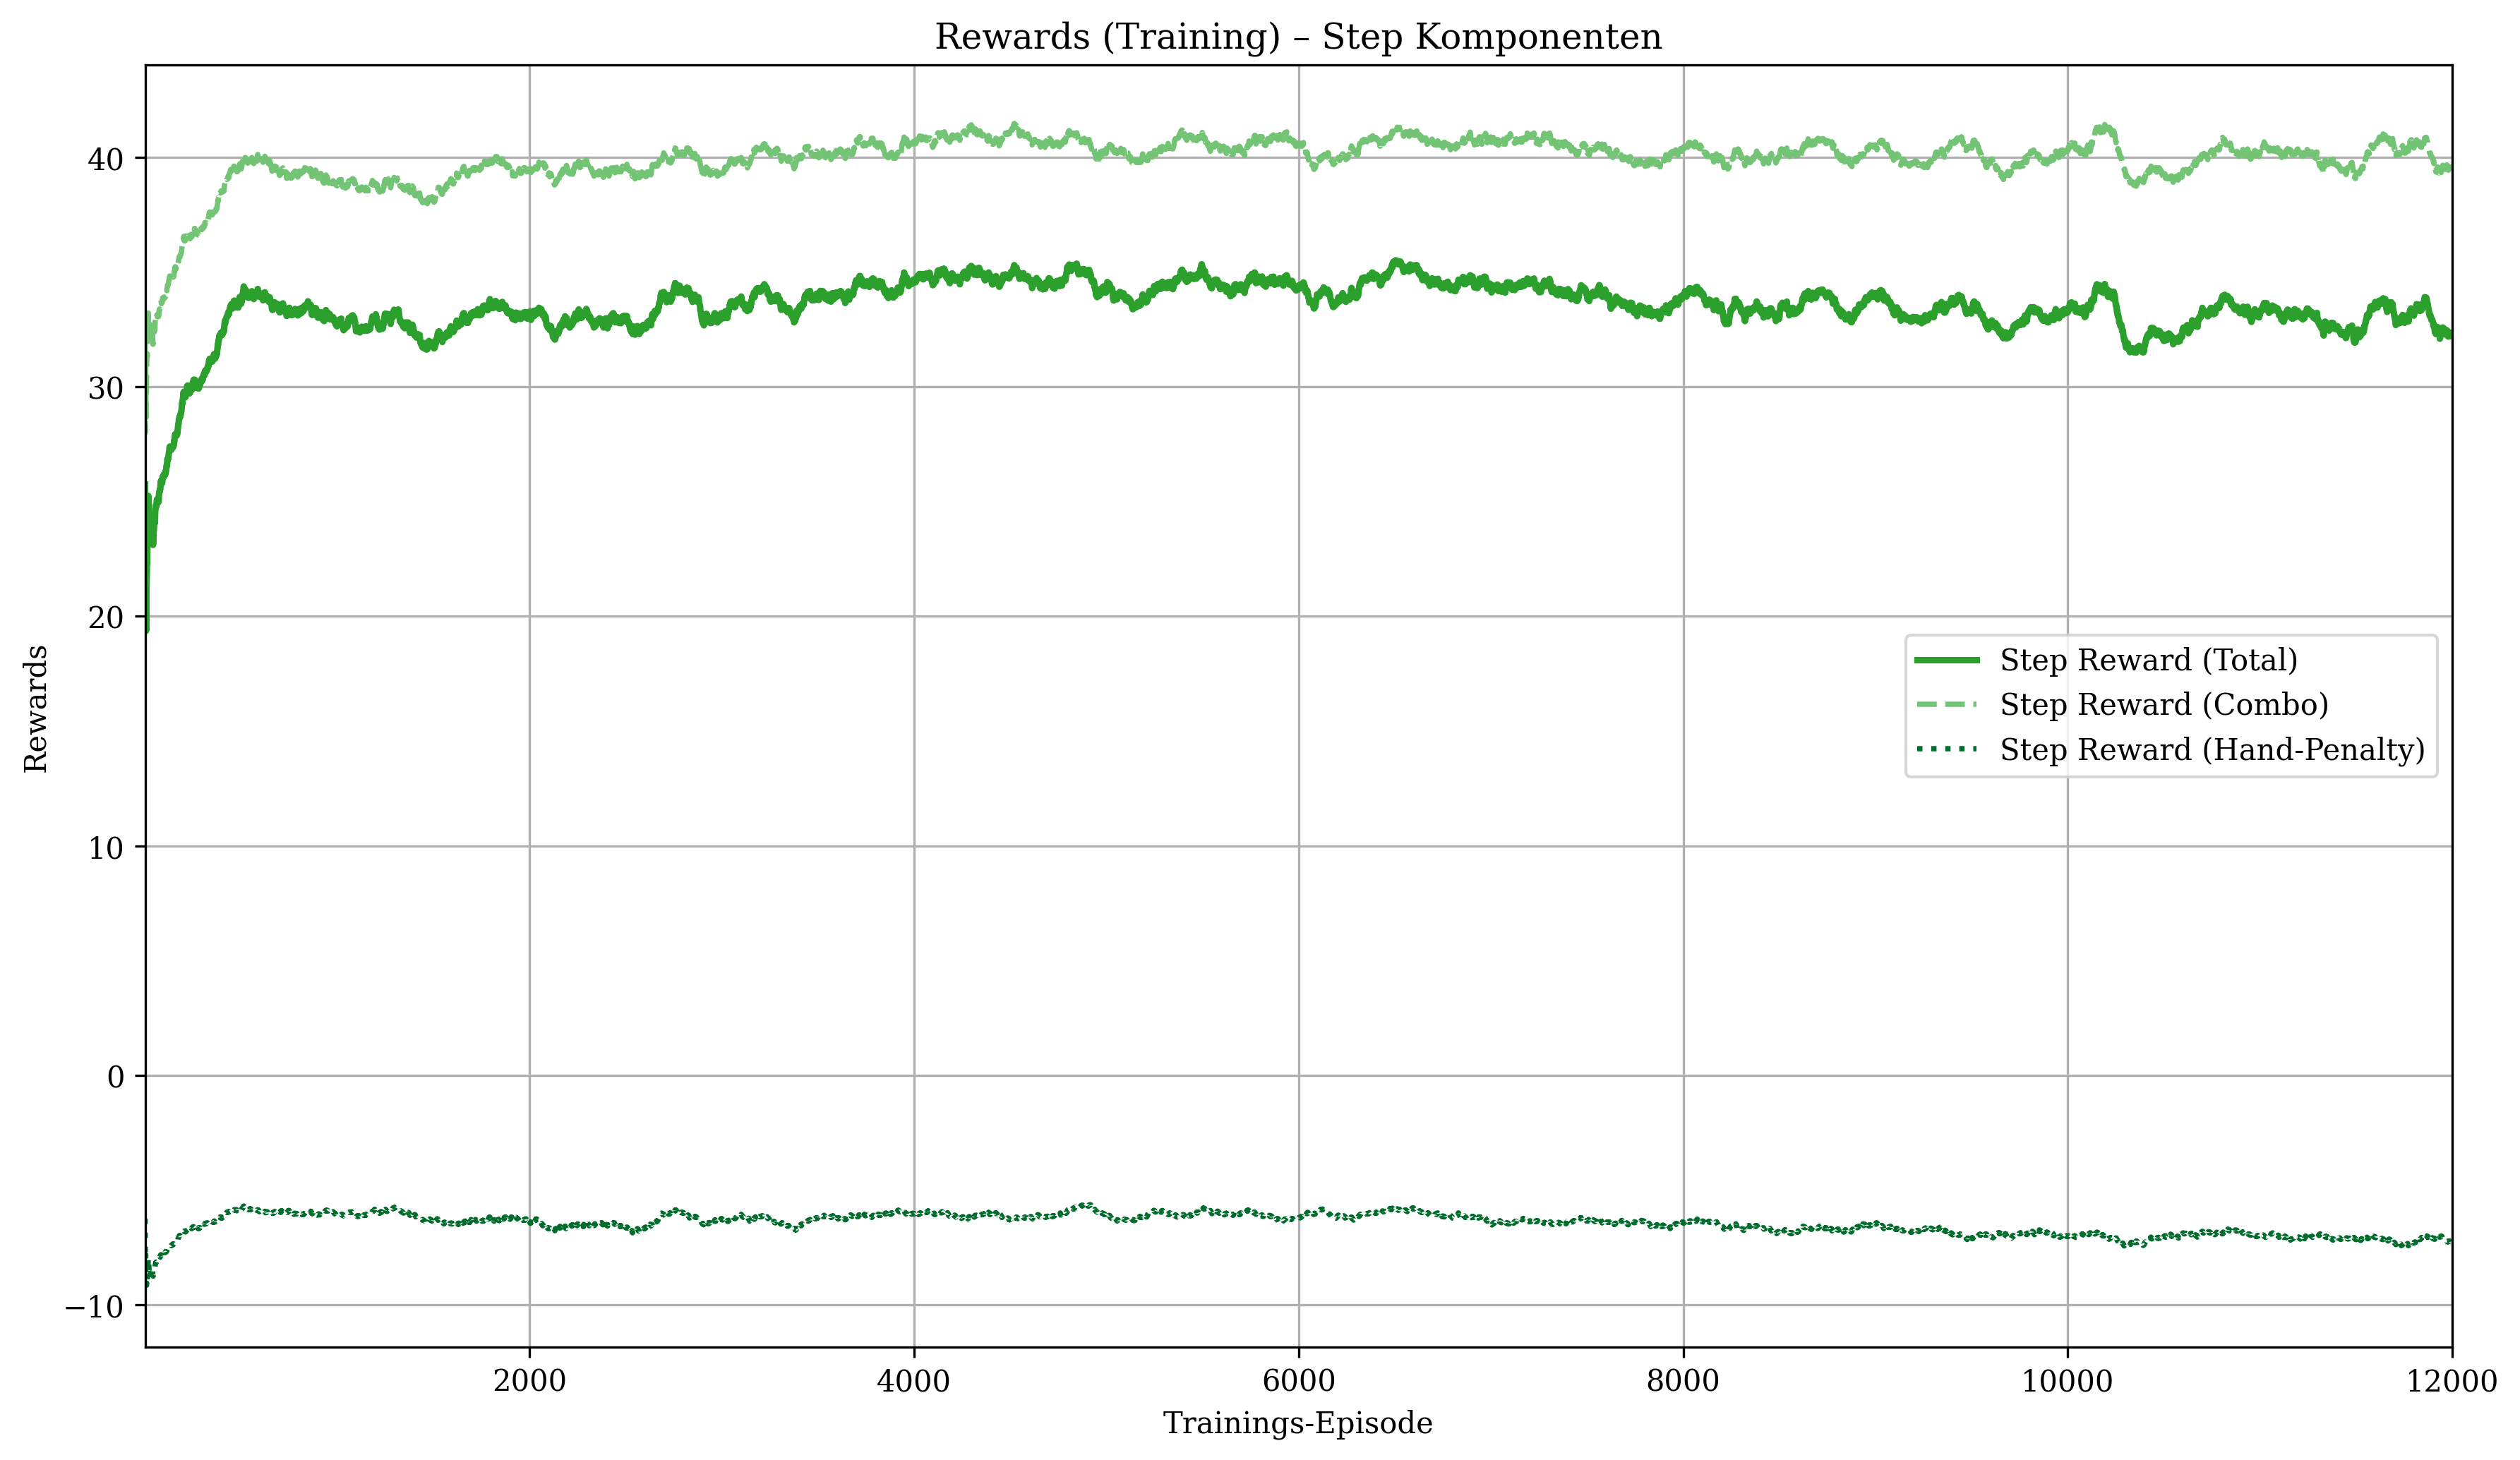 Rewards (Training) – Step Komponenten
40
30
20
10
0
−10
Rewards
Step Reward (Total)
Step Reward (Combo)
Step Reward (Hand-Penalty)
2000
4000
6000
8000
10000
12000
Trainings-Episode